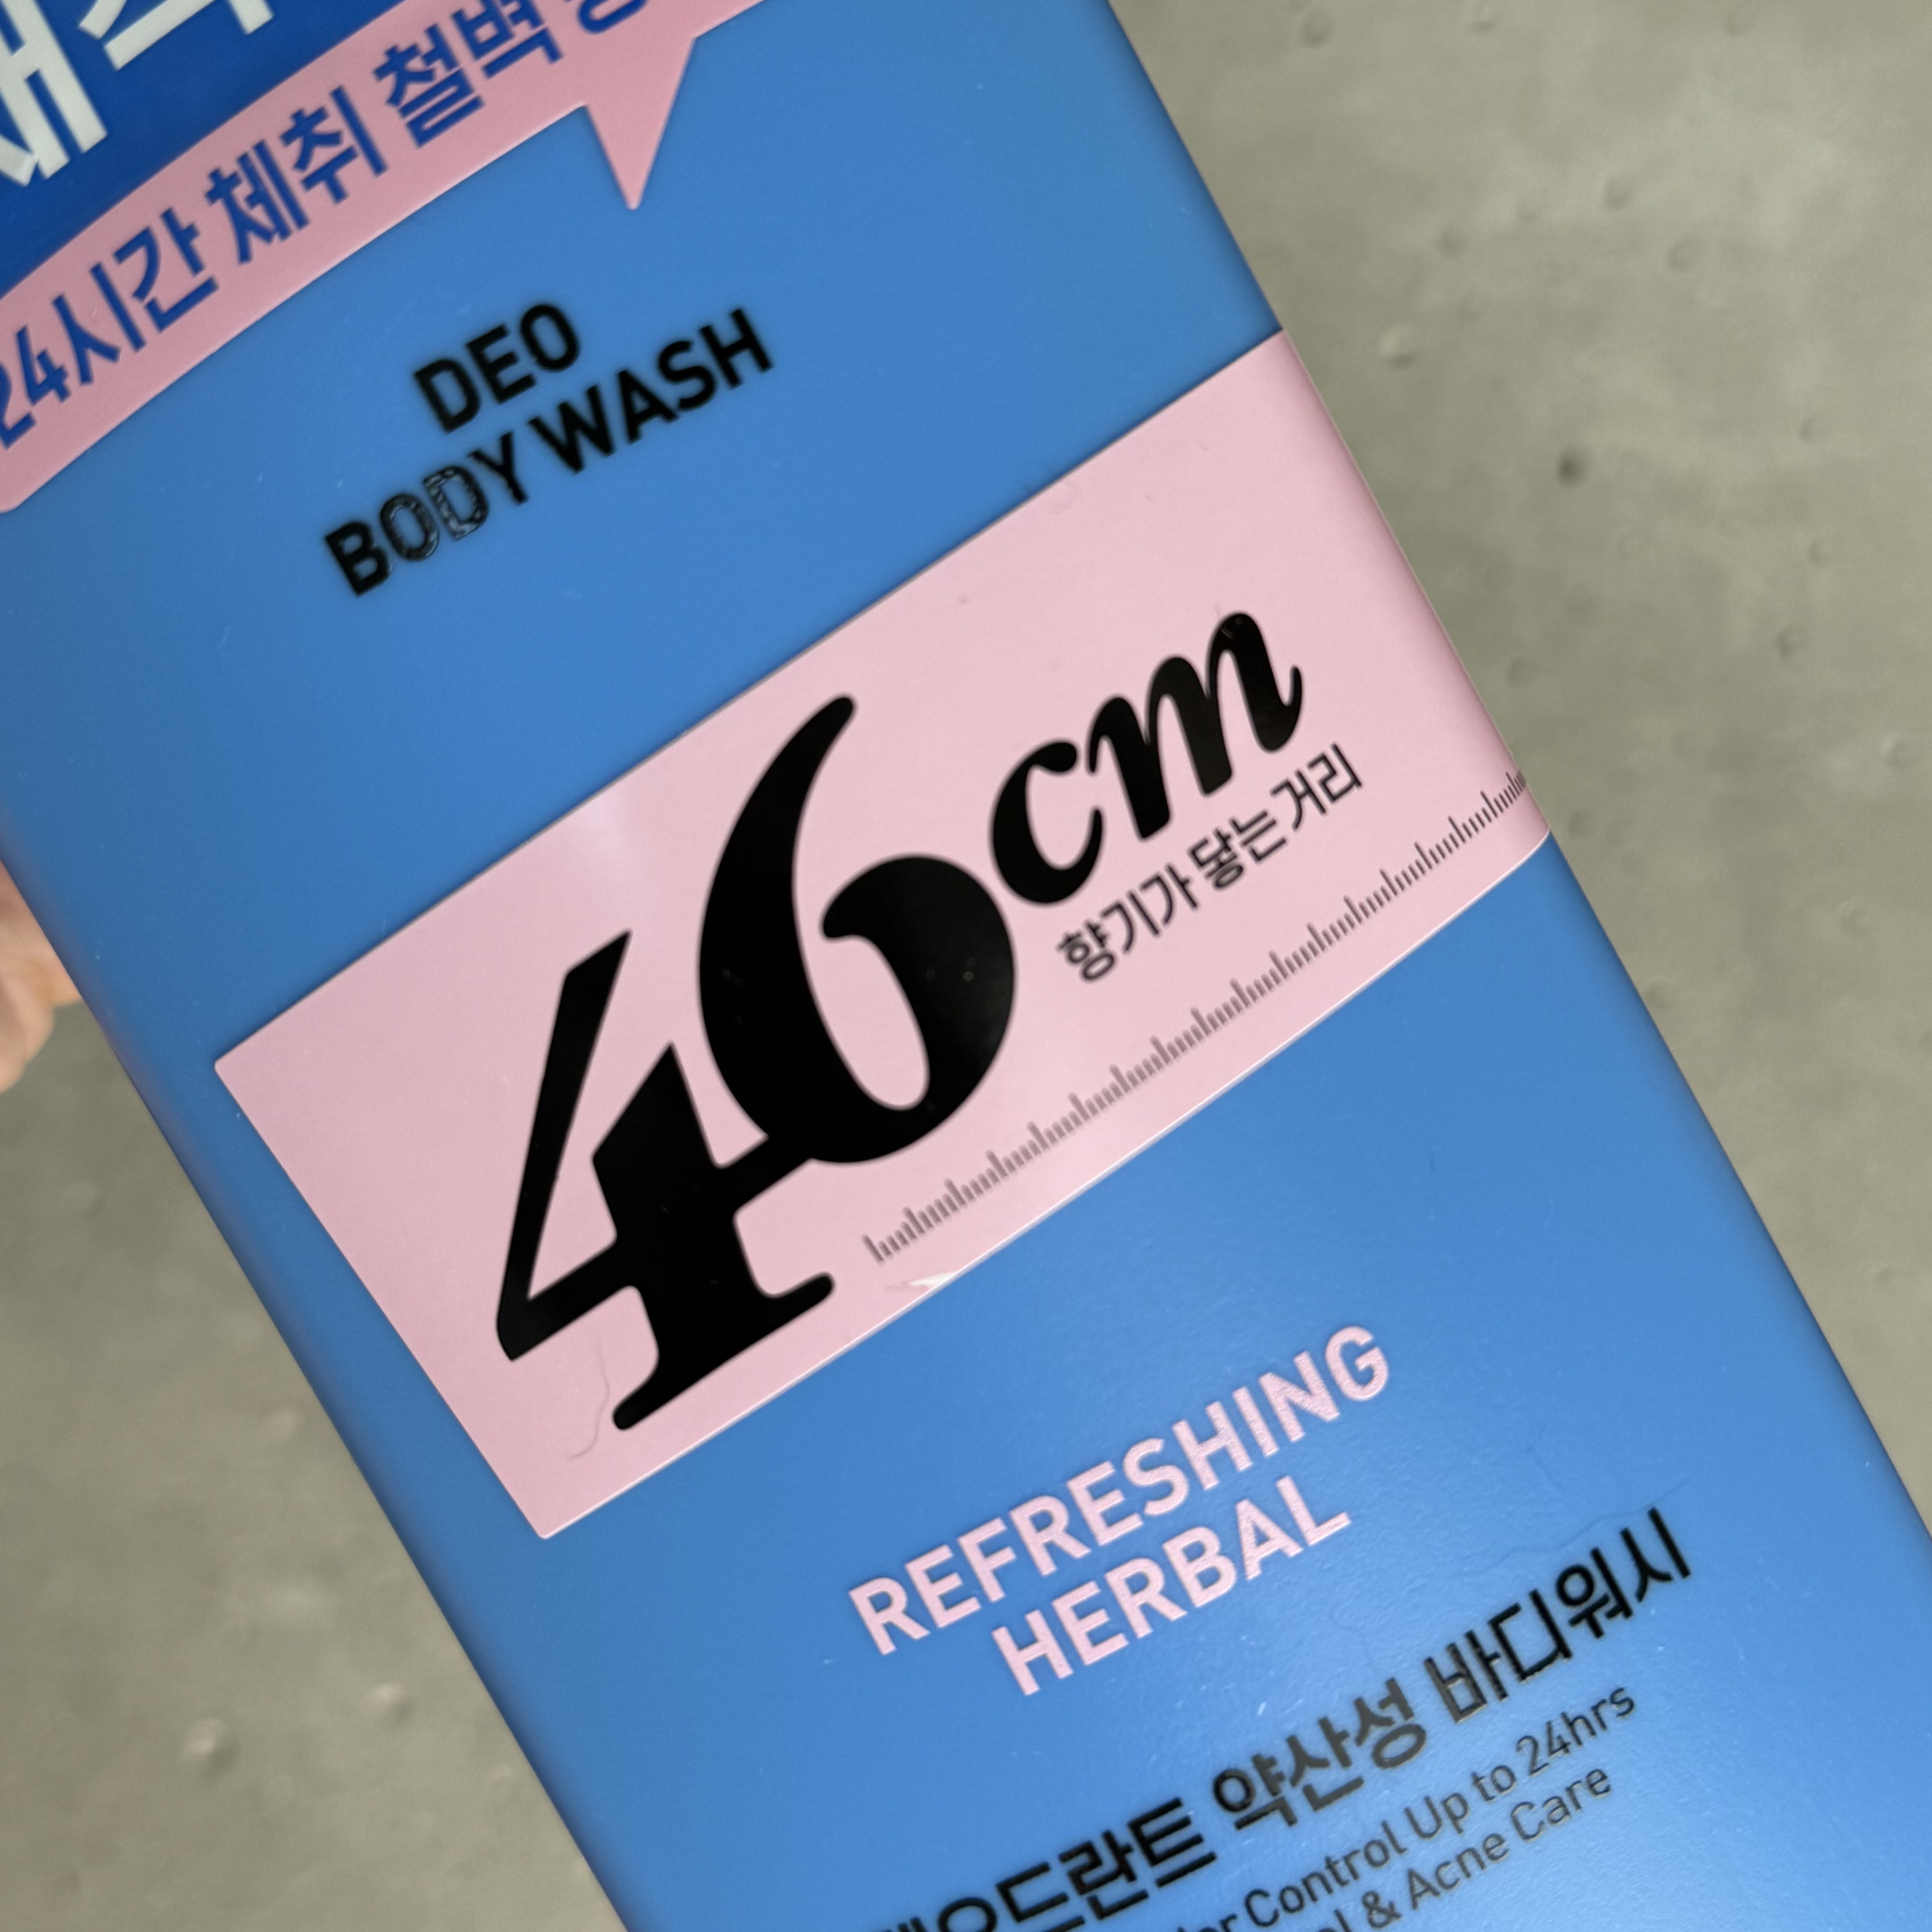 24시간 체취 철벽
DEO
BODY WASH
46cm
향기가 닿는 거리
REFRESHING
HERBAL
약산성 바디워시
Control Up to 24hrs
& Acne Care